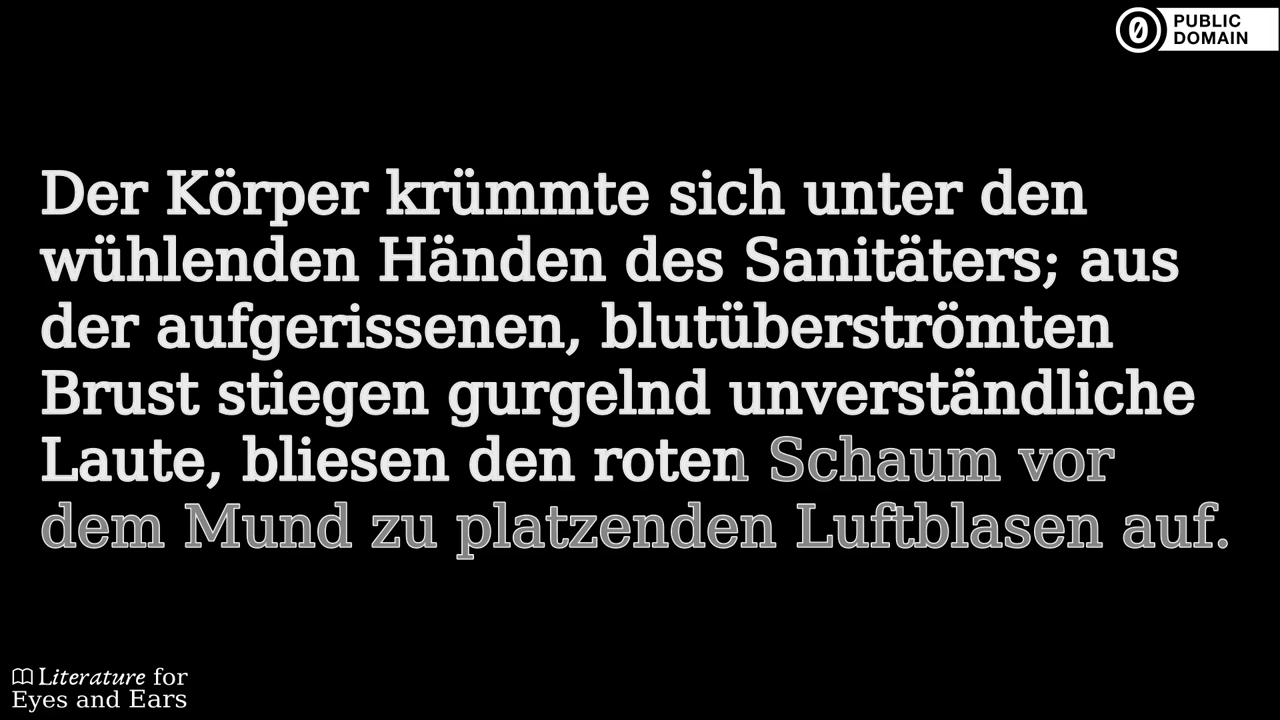 PUBLIC
DOMAIN
Der Körper krümmte sich unter den
wühlenden Händen des Sanitäters; aus
der aufgerissenen, blutüberströmten
Brust stiegen gurgelnd unverständliche
Laute, bliesen den roten Schaum vor
dem Mund zu platzenden Luftblasen auf.
Literature for
Eyes and Ears